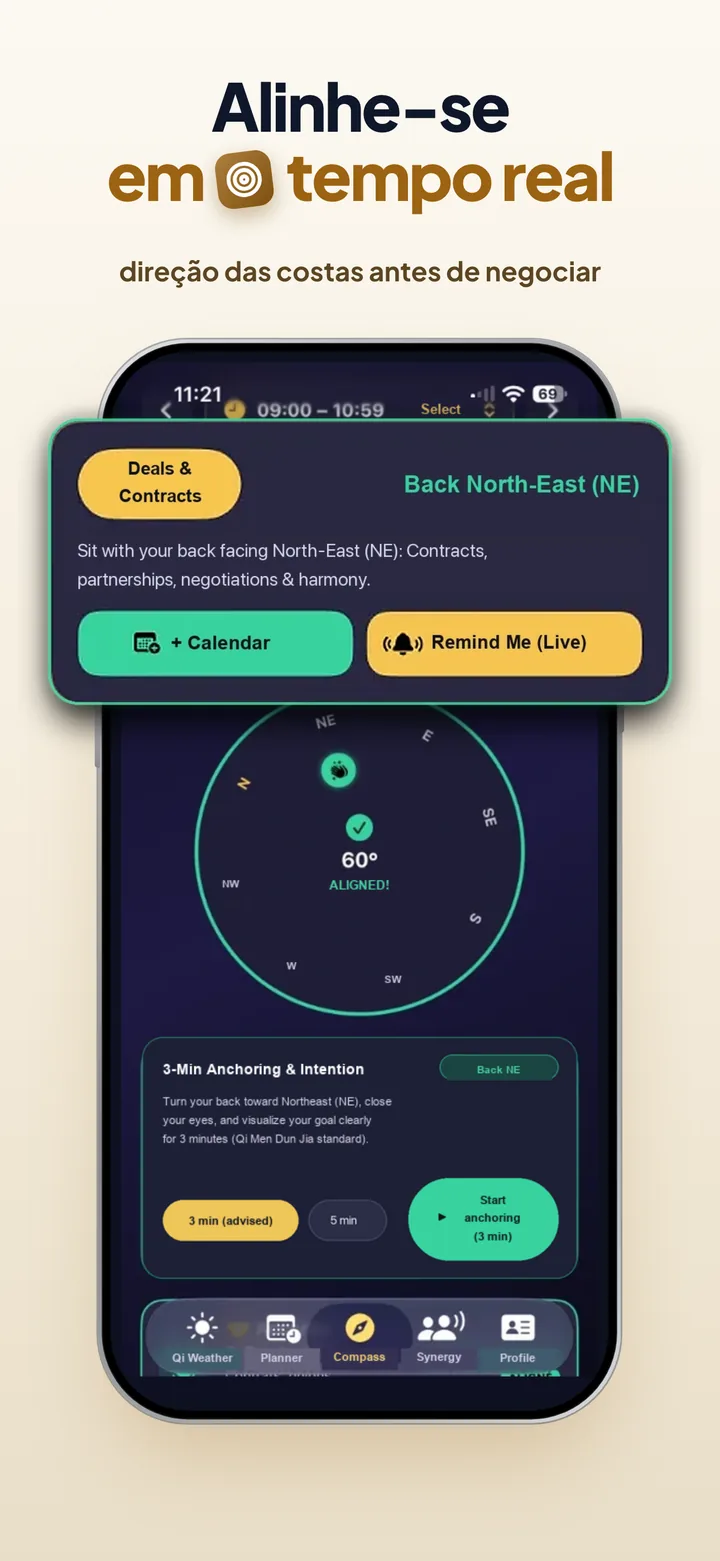 Alinhe-se
em tempo real
direção das costas antes de negociar
11:21
69
09:00 – 10:59
Select
Deals &
Contracts
Back North-East (NE)
Sit with your back facing North-East (NE): Contracts,
partnerships, negotiations & harmony.
+ Calendar
Remind Me (Live)
NE
E
N
SE
60°
ALIGNED!
NW
S
W
SW
3-Min Anchoring & Intention
Back NE
Turn your back toward Northeast (NE), close
your eyes, and visualize your goal clearly
for 3 minutes (Qi Men Dun Jia standard).
3 min (advised)
5 min
Start
anchoring
(3 min)
Qi Weather
Planner
Compass
Synergy
Profile